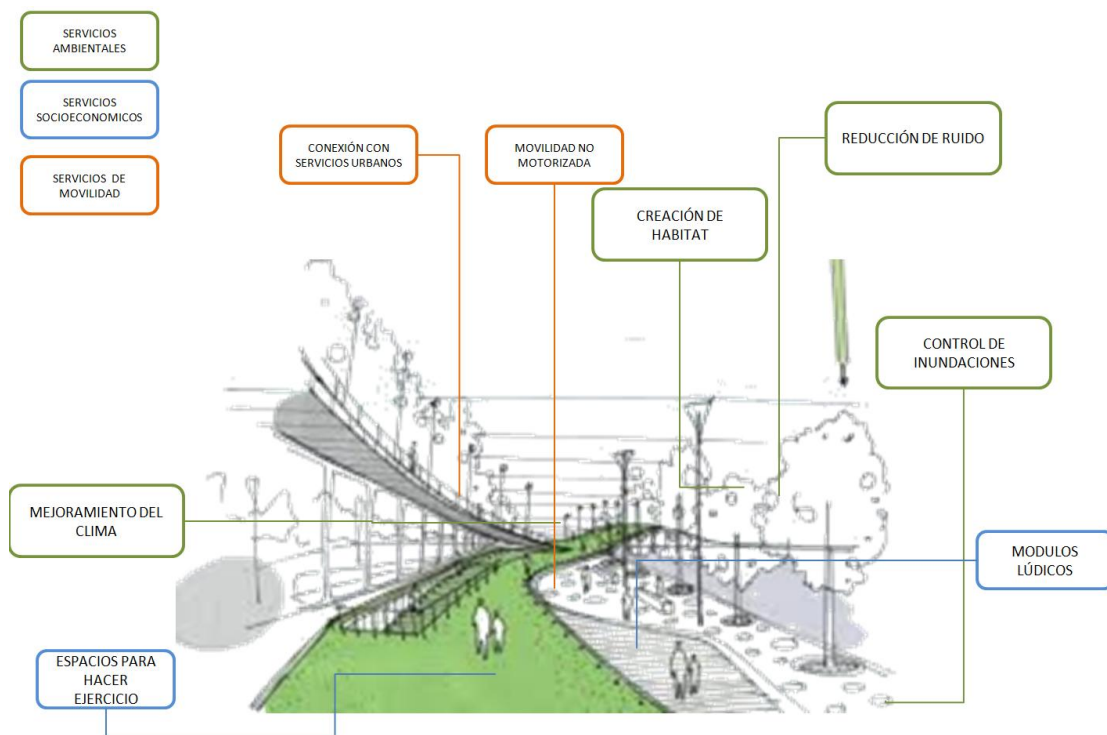 SERVICIOS
AMBIENTALES
SERVICIOS
SOCIOECONOMICOS
SERVICIOS DE
MOVILIDAD
CONEXIÓN CON
SERVICIOS URBANOS
MOVILIDAD NO
MOTORIZADA
REDUCCIÓN DE RUIDO
CREACIÓN DE
HABITAT
CONTROL DE
INUNDACIONES
MEJORAMIENTO DEL
CLIMA
MODULOS
LÚDICOS
ESPACIOS PARA
HACER
EJERCICIO